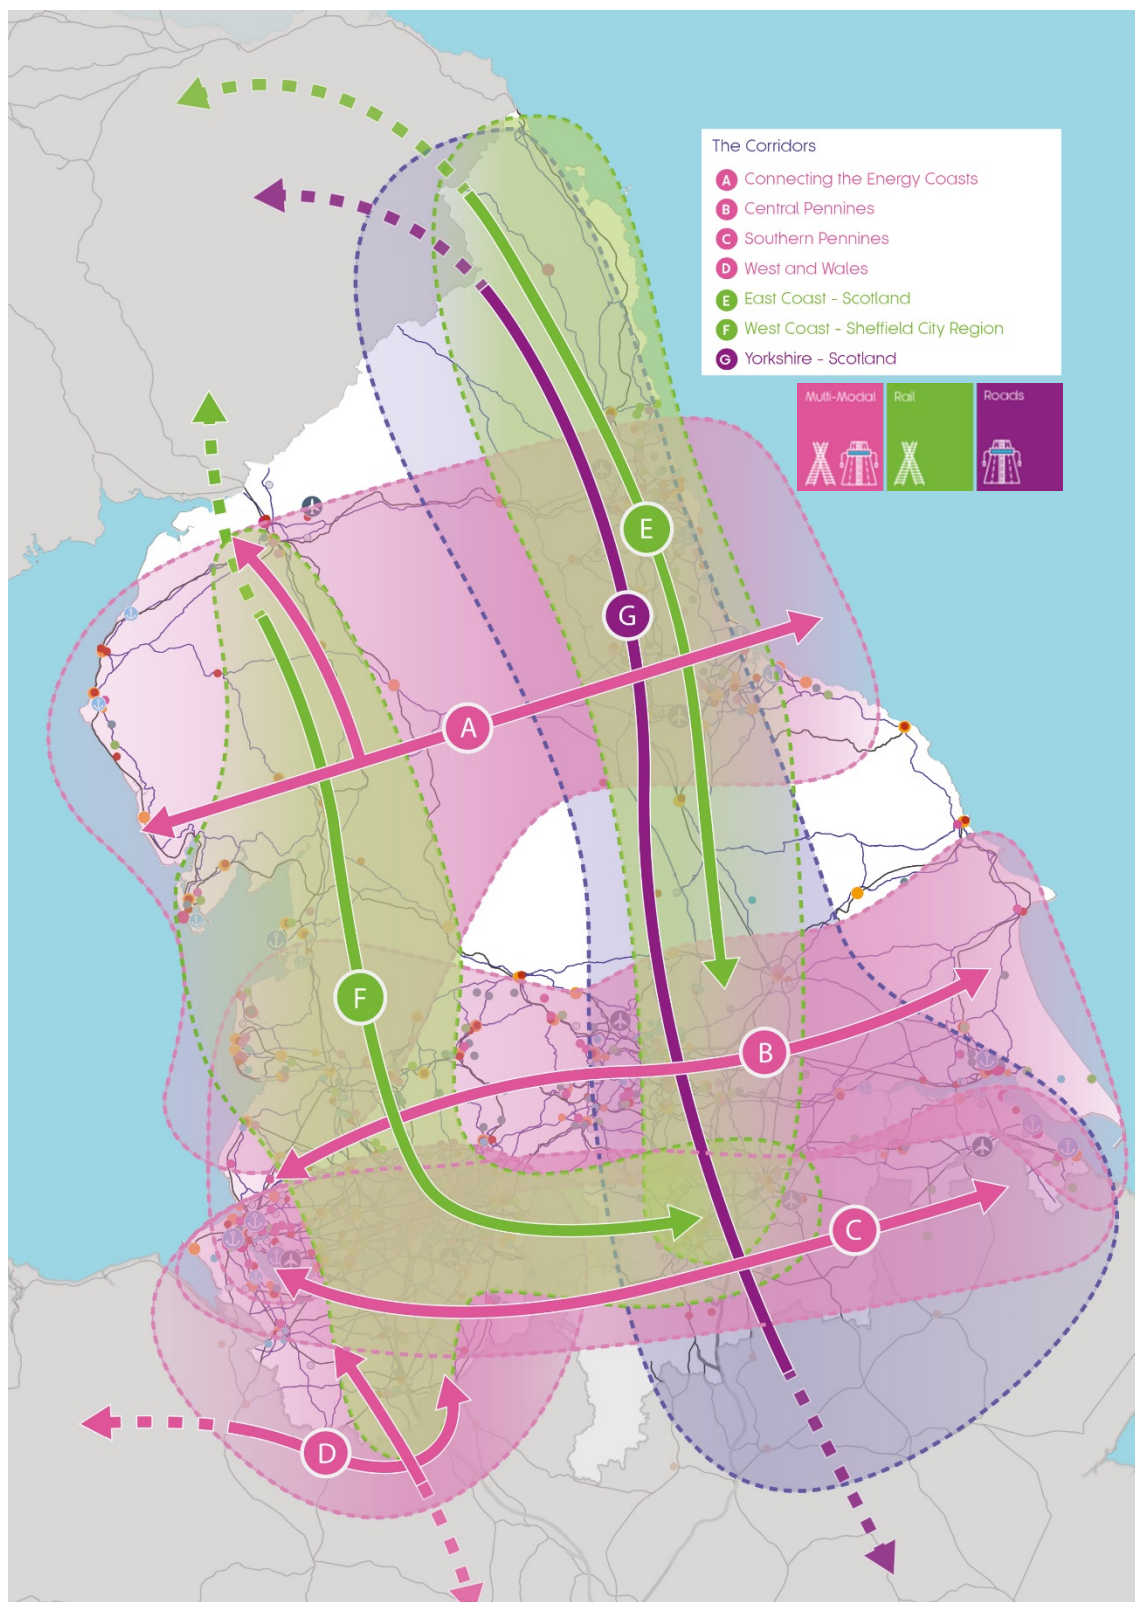 The Corridors
A Connecting the Energy Coasts
B Central Pennines
C Southern Pennines
D West and Wales
E East Coast - Scotland
F West Coast - Sheffield City Region
G Yorkshire - Scotland
Multi-Modal
Rail
Roads
E
G
A
F
B
C
D